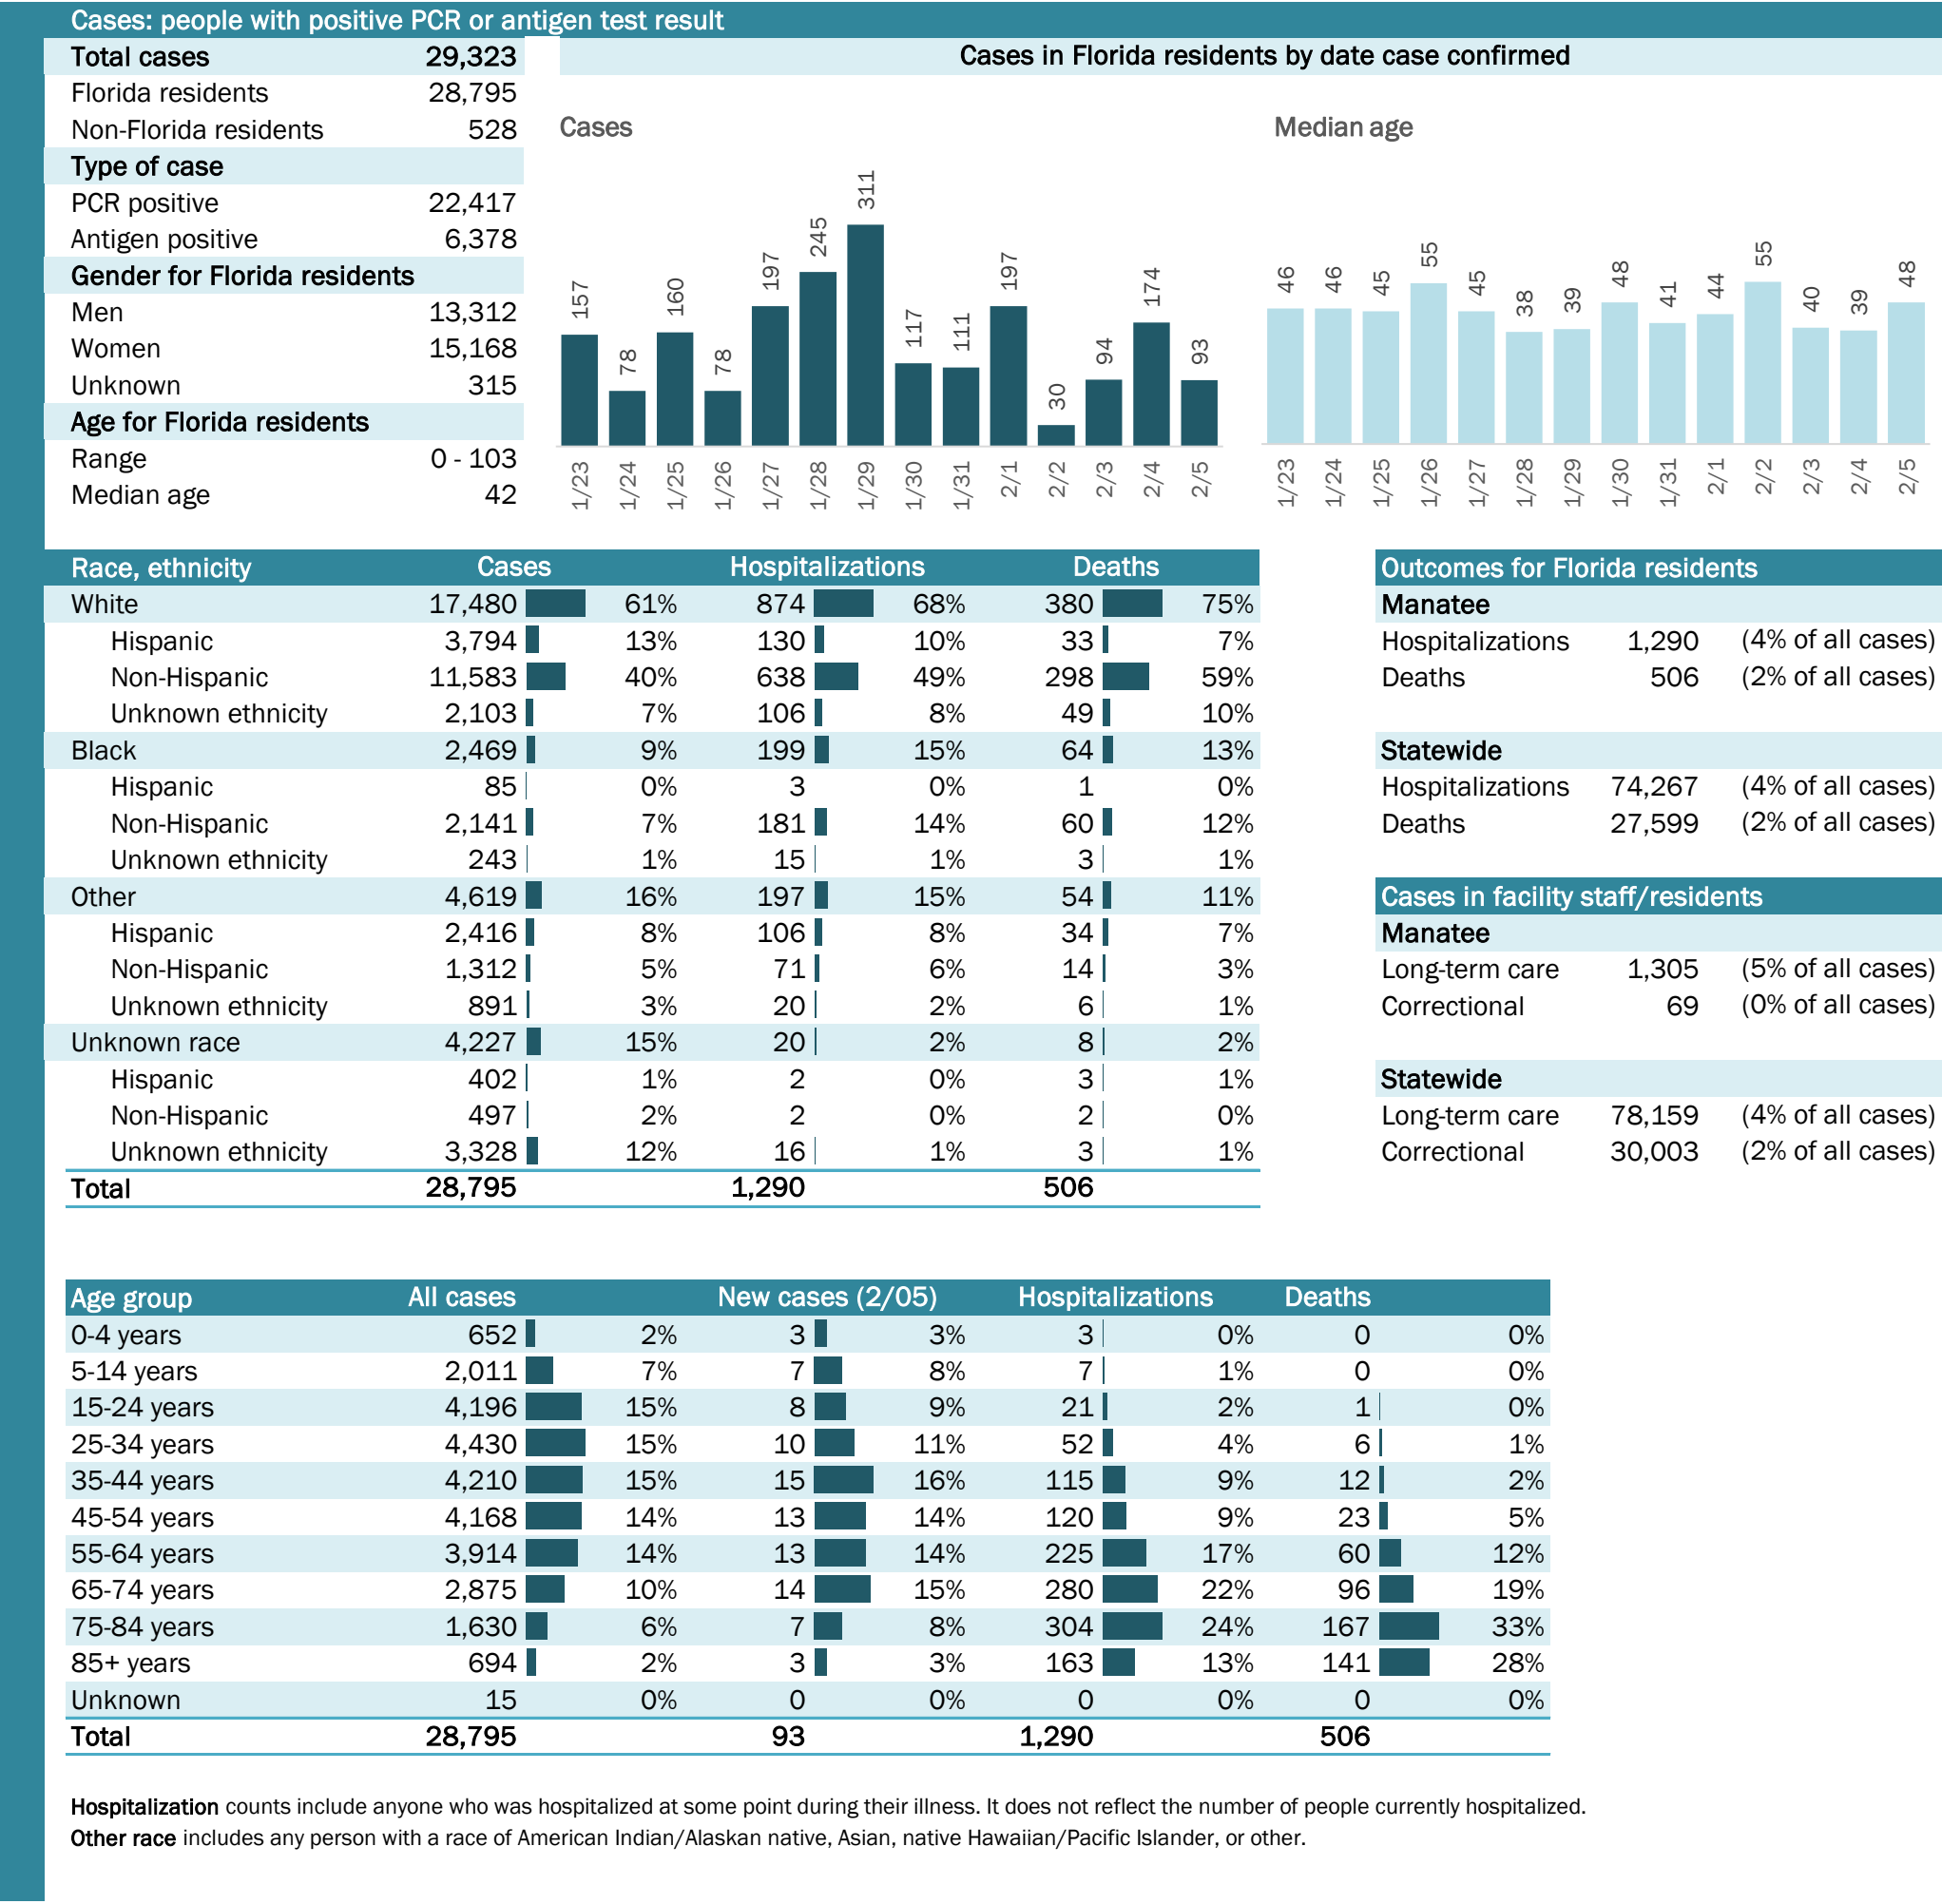 Cases: people with positive PCR or antigen test result
Total cases 29,323
Florida residents 28,795
Non-Florida residents 528
Type of case
PCR positive 22,417
Antigen positive 6,378
Gender for Florida residents
Men 13,312
Women 15,168
Unknown 315
Age for Florida residents
Range 0 - 103
Median age 42
Cases in Florida residents by date case confirmed
Cases
157 78 160 78 197 245 311 117 111 197 30 94 174 93
1/23 1/24 1/25 1/26 1/27 1/28 1/29 1/30 1/31 2/1 2/2 2/3 2/4 2/5
Median age
46 46 45 55 45 38 39 48 41 44 55 40 39 48
1/23 1/24 1/25 1/26 1/27 1/28 1/29 1/30 1/31 2/1 2/2 2/3 2/4 2/5
Race, ethnicity Cases Hospitalizations Deaths
White 17,480 61% 874 68% 380 75%
Hispanic 3,794 13% 130 10% 33 7%
Non-Hispanic 11,583 40% 638 49% 298 59%
Unknown ethnicity 2,103 7% 106 8% 49 10%
Black 2,469 9% 199 15% 64 13%
Hispanic 85 0% 3 0% 1 0%
Non-Hispanic 2,141 7% 181 14% 60 12%
Unknown ethnicity 243 1% 15 1% 3 1%
Other 4,619 16% 197 15% 54 11%
Hispanic 2,416 8% 106 8% 34 7%
Non-Hispanic 1,312 5% 71 6% 14 3%
Unknown ethnicity 891 3% 20 2% 6 1%
Unknown race 4,227 15% 20 2% 8 2%
Hispanic 402 1% 2 0% 3 1%
Non-Hispanic 497 2% 2 0% 2 0%
Unknown ethnicity 3,328 12% 16 1% 3 1%
Total 28,795 1,290 506
Outcomes for Florida residents
Manatee
Hospitalizations 1,290 (4% of all cases)
Deaths 506 (2% of all cases)
Statewide
Hospitalizations 74,267 (4% of all cases)
Deaths 27,599 (2% of all cases)
Cases in facility staff/residents
Manatee
Long-term care 1,305 (5% of all cases)
Correctional 69 (0% of all cases)
Statewide
Long-term care 78,159 (4% of all cases)
Correctional 30,003 (2% of all cases)
Age group All cases New cases (2/05) Hospitalizations Deaths
0-4 years 652 2% 3 3% 3 0% 0 0%
5-14 years 2,011 7% 7 8% 7 1% 0 0%
15-24 years 4,196 15% 8 9% 21 2% 1 0%
25-34 years 4,430 15% 10 11% 52 4% 6 1%
35-44 years 4,210 15% 15 16% 115 9% 12 2%
45-54 years 4,168 14% 13 14% 120 9% 23 5%
55-64 years 3,914 14% 13 14% 225 17% 60 12%
65-74 years 2,875 10% 14 15% 280 22% 96 19%
75-84 years 1,630 6% 7 8% 304 24% 167 33%
85+ years 694 2% 3 3% 163 13% 141 28%
Unknown 15 0% 0 0% 0 0% 0 0%
Total 28,795 93 1,290 506
Hospitalization counts include anyone who was hospitalized at some point during their illness. It does not reflect the number of people currently hospitalized.
Other race includes any person with a race of American Indian/Alaskan native, Asian, native Hawaiian/Pacific Islander, or other.